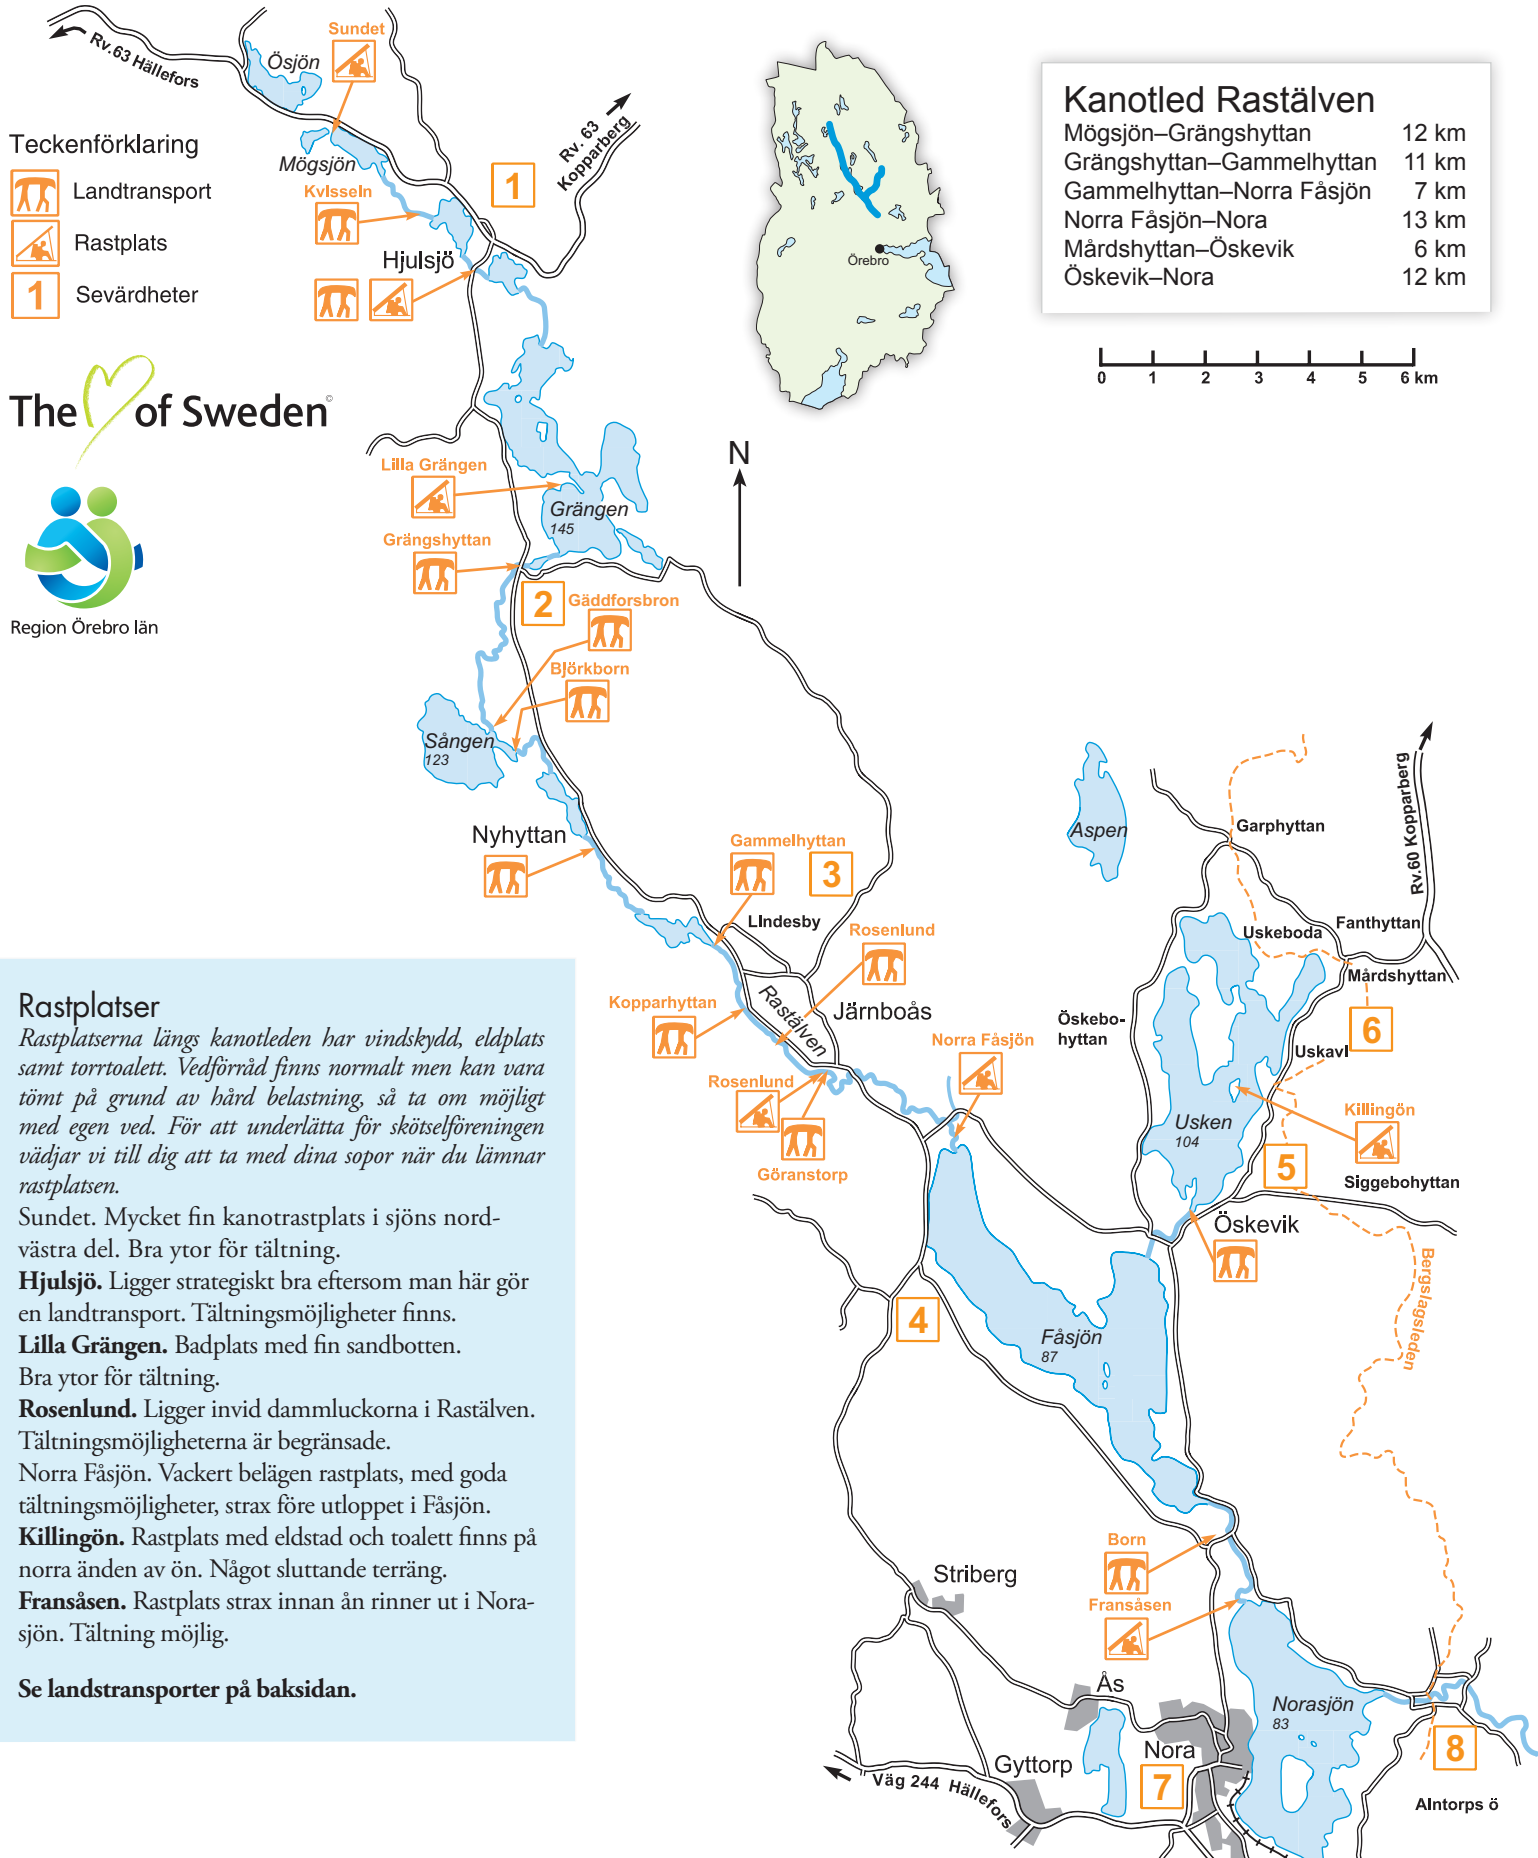 Rv.63 Hällefors
Ösjön
Sundet
Mögsjön
Rv. 63
Kopparberg
Kvisseln
1
Hjulsjö
Teckenförklaring
Landtransport
Rastplats
1 Sevärdheter
The of Sweden©
Region Örebro län
Örebro
Kanotled Rastälven
Mögsjön–Grängshyttan 12 km
Grängshyttan–Gammelhyttan 11 km
Gammelhyttan–Norra Fåsjön 7 km
Norra Fåsjön–Nora 13 km
Mårdshyttan–Öskevik 6 km
Öskevik–Nora 12 km
0 1 2 3 4 5 6 km
N
Lilla Grängen
Grängen
145
Grängshyttan
2
Gäddforsbron
Björkborn
Sången
123
Nyhyttan
Gammelhyttan
3
LIndesby
Rosenlund
Kopparhyttan
Rastälven
Järnboås
Rosenlund
Göranstorp
Norra Fåsjön
Aspen
Garphyttan
Rv.60 Kopparberg
Uskeboda
Fanthyttan
Mårdshyttan
Öskebo-
hyttan
6
Uskavl
Usken
104
Killingön
5
Siggebohyttan
Öskevik
Bergslagsleden
4
Fåsjön
87
Born
Fransåsen
Striberg
Ås
Norasjön
83
Nora
7
Gyttorp
Väg 244 Hällefors
8
Alntorps ö
Rastplatser
Rastplatserna längs kanotleden har vindskydd, eldplats
samt torrtoalett. Vedförråd finns normalt men kan vara
tömt på grund av hård belastning, så ta om möjligt
med egen ved. För att underlätta för skötselföreningen
vädjar vi till dig att ta med dina sopor när du lämnar
rastplatsen.
Sundet. Mycket fin kanotrastplats i sjöns nord-
västra del. Bra ytor för tältning.
Hjulsjö. Ligger strategiskt bra eftersom man här gör
en landtransport. Tältningsmöjligheter finns.
Lilla Grängen. Badplats med fin sandbotten.
Bra ytor för tältning.
Rosenlund. Ligger invid dammluckorna i Rastälven.
Tältningsmöjligheterna är begränsade.
Norra Fåsjön. Vackert belägen rastplats, med goda
tältningsmöjligheter, strax före utloppet i Fåsjön.
Killingön. Rastplats med eldstad och toalett finns på
norra änden av ön. Något sluttande terräng.
Fransåsen. Rastplats strax innan ån rinner ut i Nora-
sjön. Tältning möjlig.
Se landstransporter på baksidan.